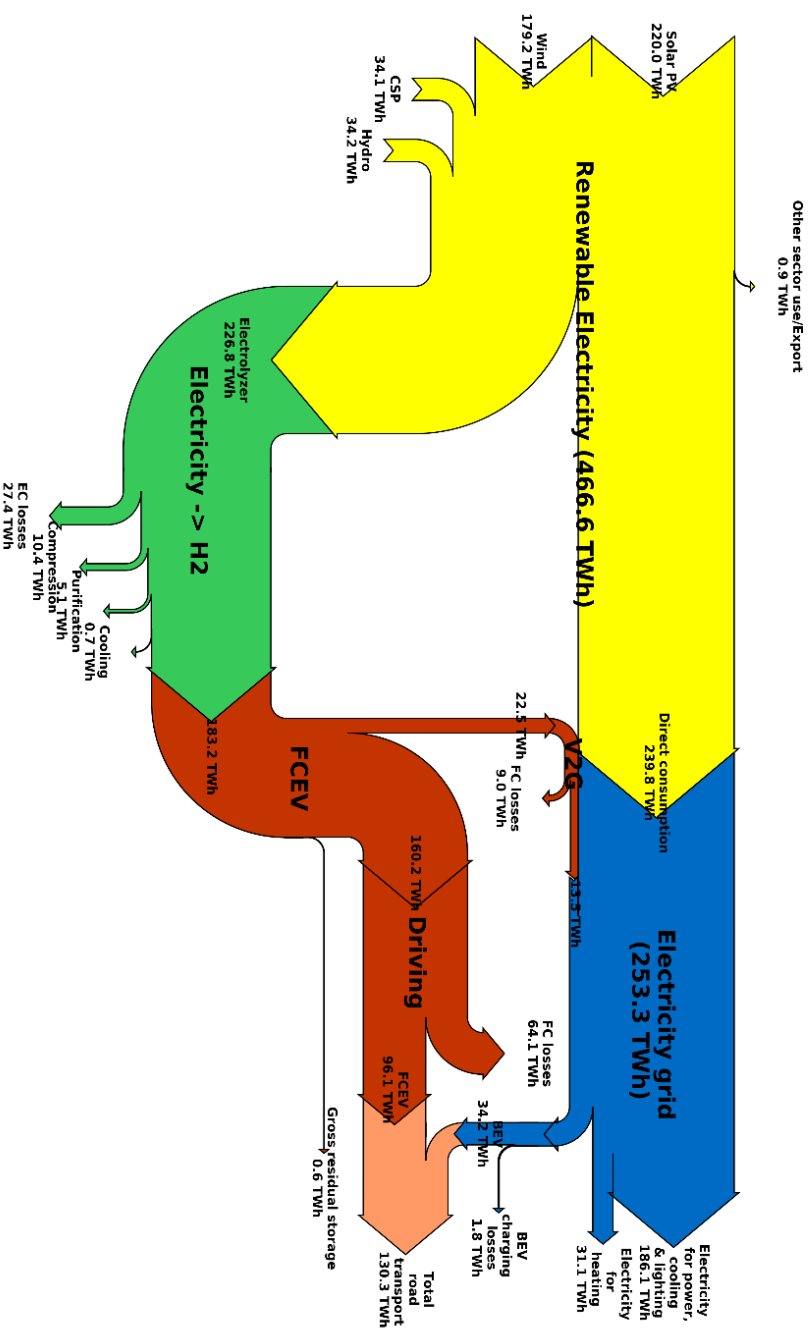 Solar PV
220.0 TWh
Wind
179.2 TWh
CSP
34.1 TWh
Hydro
34.2 TWh
Other sector use/Export
0.9 TWh
Renewable Electricity (466.6 TWh)
Electrolyzer
226.8 TWh
Electricity -> H2
EC losses
27.4 TWh
Compression
10.4 TWh
Purification
5.1 TWh
Cooling
0.7 TWh
183.2 TWh
FCEV
22.5 TWh
V2G
FC losses
9.0 TWh
13.5 TWh
Direct consumption
239.8 TWh
Electricity grid
(253.3 TWh)
160.2 TWh
Driving
FC losses
64.1 TWh
FCEV
96.1 TWh
BEV
34.2 TWh
Gross residual storage
0.6 TWh
BEV
charging
losses
1.8 TWh
Total
road
transport
130.3 TWh
Electricity
for
heating
31.1 TWh
Electricity
for power,
cooling
& lighting
186.1 TWh